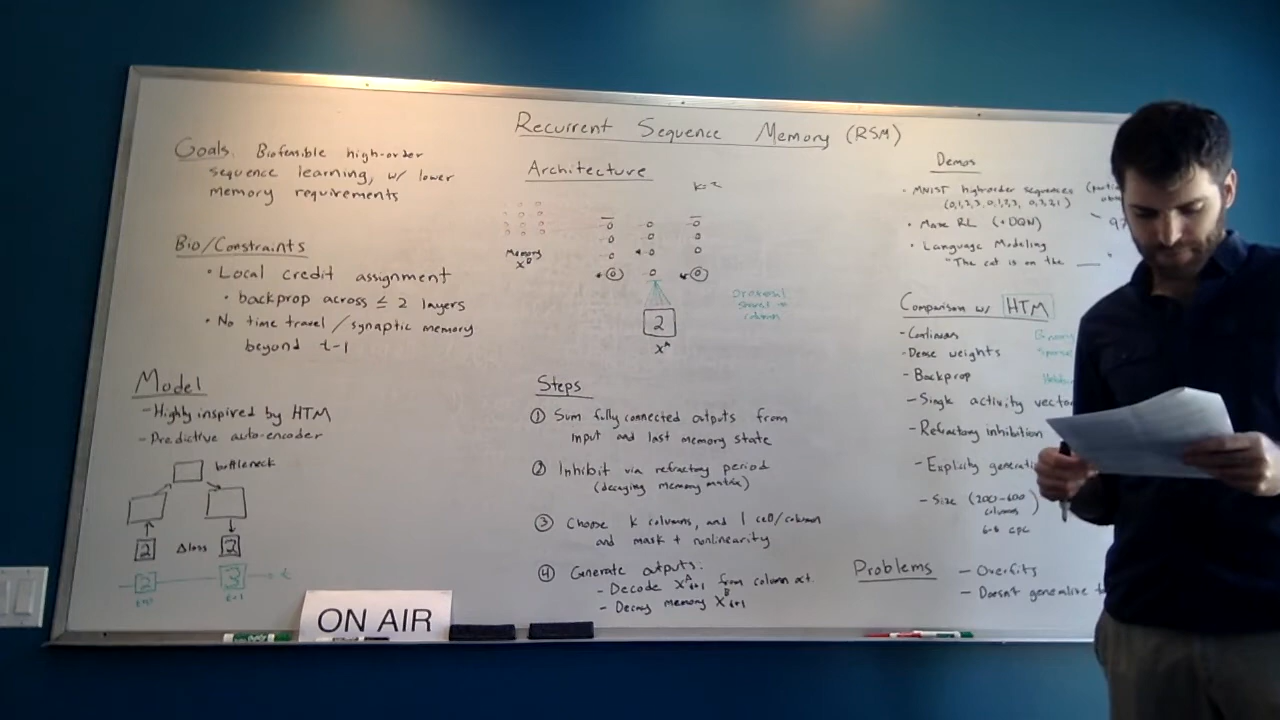 Recurrent Sequence Memory (RSM)
Goals. Biofeasible high-order
sequence learning, w/ lower
memory requirements
Bio/Constraints
• Local credit assignment
• backprop across ≤ 2 layers
• No time travel / synaptic memory
beyond t-1
Model
- Highly inspired by HTM
- Predictive auto-encoder
bottleneck
2
Δloss
3
2
3
t
Architecture
k=2
Memory
X^B
2
X^A
Steps
① Sum fully connected outputs from
input and last memory state
② Inhibit via refractory period
(decaying memory matrix)
③ Choose k columns, and 1 cell/column
and mask + nonlinearity
④ Generate outputs:
- Decode X^A t+1 from column act.
- Decay memory X^B t+1
ON AIR
Demos
• MNIST high-order sequences
(0,1,2,3, 0,1,2,3, 0,3,2,1)
• Maze RL (+DQN)
• Language Modeling
"The cat is on the ___"
Comparison w/ HTM
- Continuous
- Dense weights
- Backprop
- Single activity vector
- Refractory inhibition
- Size (200-600
columns
6-8 cpc
Problems
- Overfits
- Doesn't generalize